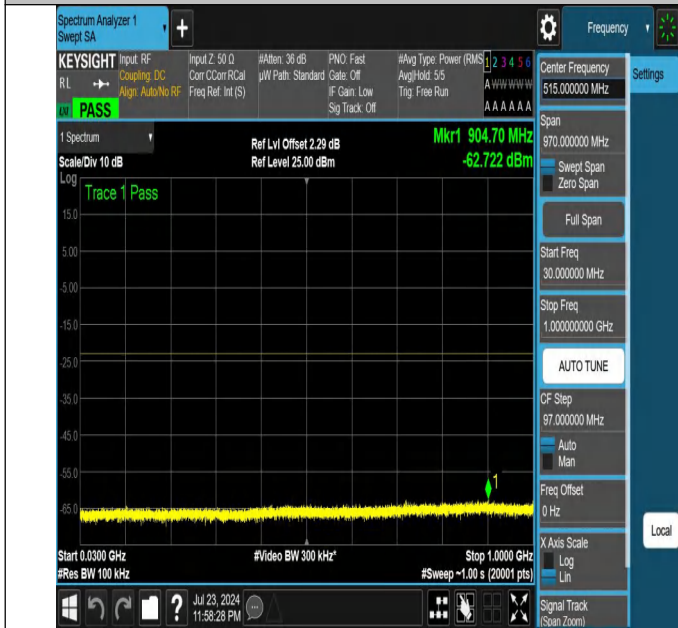 Spectrum Analyzer 1
Swept SA
+
Frequency
KEYSIGHT
RL
PASS
Input: RF
Coupling: DC
Align: Auto/No RF
Input Z: 50 Ω
Corr CCorr RCal
Freq Ref: Int (S)
#Atten: 36 dB
µW Path: Standard
PNO: Fast
Gate: Off
IF Gain: Low
Sig Track: Off
#Avg Type: Power (RMS
Avg|Hold: 5/5
Trig: Free Run
1 2 3 4 5 6
A W W W W W
A A A A A A
Center Frequency
515.000000 MHz
Settings
1 Spectrum
Scale/Div 10 dB
Ref Lvl Offset 2.29 dB
Ref Level 25.00 dBm
Mkr1 904.70 MHz
-62.722 dBm
Log
Trace 1 Pass
15.0
5.00
-5.00
-15.0
-25.0
-35.0
-45.0
-55.0
-65.0
1
Start 0.0300 GHz
#Res BW 100 kHz
#Video BW 300 kHz*
Stop 1.0000 GHz
#Sweep ~1.00 s (20001 pts)
Span
970.000000 MHz
Swept Span
Zero Span
Full Span
Start Freq
30.000000 MHz
Stop Freq
1.000000000 GHz
AUTO TUNE
CF Step
97.000000 MHz
Auto
Man
Freq Offset
0 Hz
X Axis Scale
Log
Lin
Local
Signal Track
(Span Zoom)
?
Jul 23, 2024
11:58:28 PM